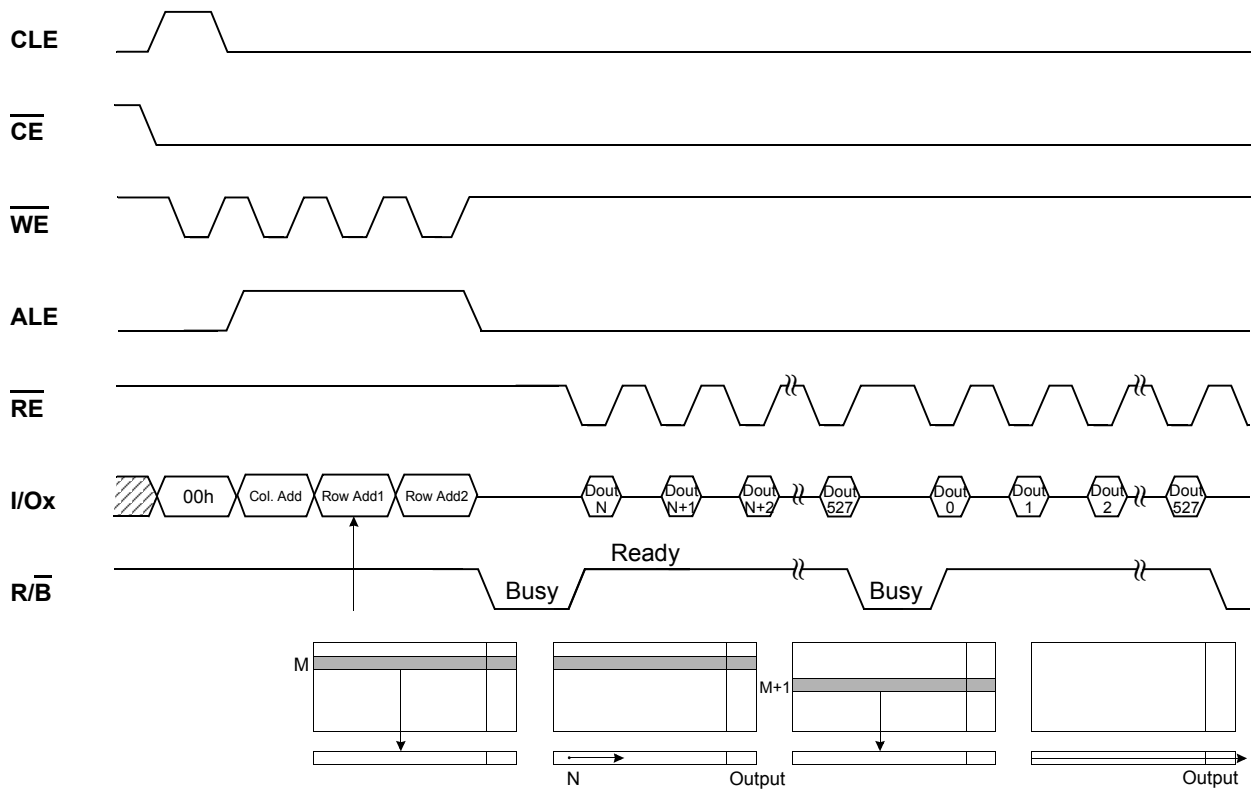 CLE
CE
WE
ALE
RE
I/Ox
00h
Col. Add
Row Add1
Row Add2
Dout
N
Dout
N+1
Dout
N+2
Dout
527
Dout
0
Dout
1
Dout
2
Dout
527
R/B
Busy
Ready
Busy
M
M+1
N
Output
Output